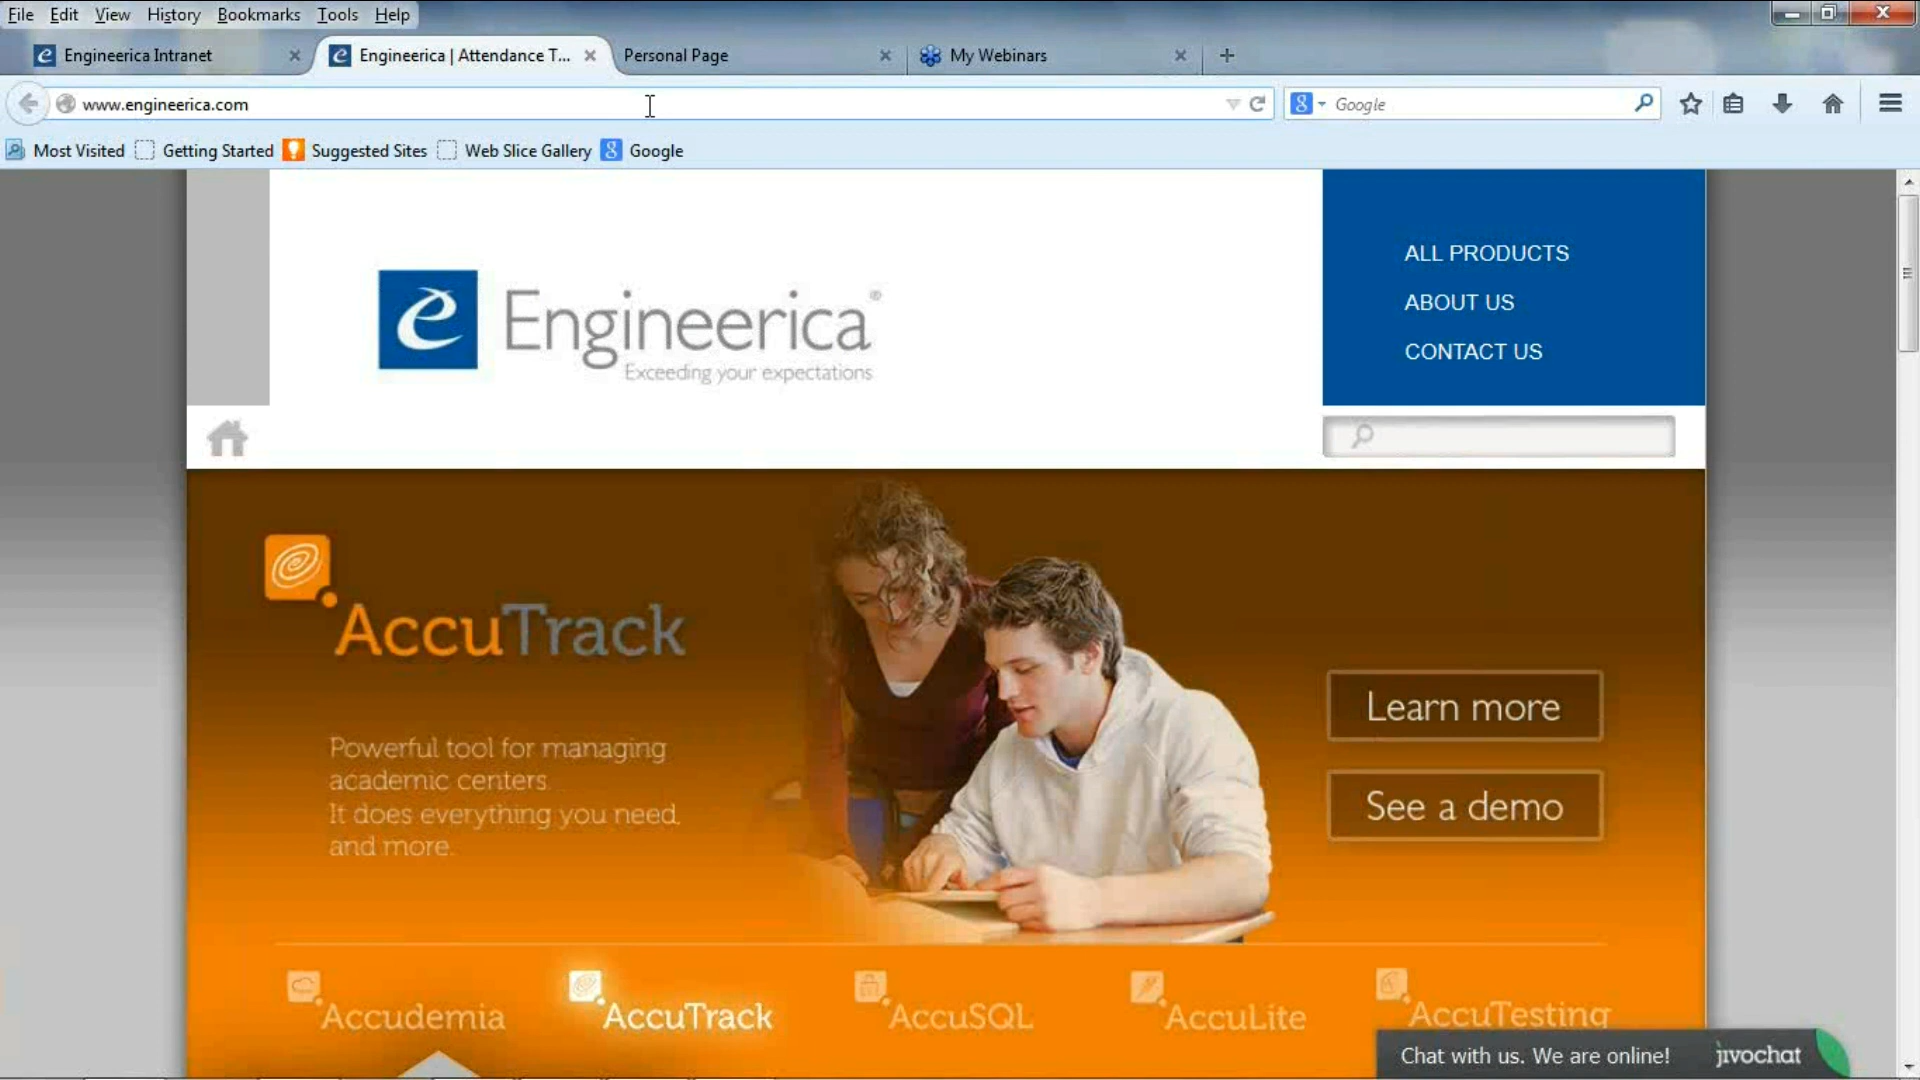 File Edit View History Bookmarks Tools Help
Engineerica Intranet
Engineerica | Attendance T...
Personal Page
My Webinars
www.engineerica.com
Google
Most Visited
Getting Started
Suggested Sites
Web Slice Gallery
Google
ALL PRODUCTS
ABOUT US
CONTACT US
Engineerica®
Exceeding your expectations
AccuTrack
Powerful tool for managing
academic centers.
It does everything you need,
and more.
Learn more
See a demo
Accudemia
AccuTrack
AccuSQL
AccuLite
AccuTesting
Chat with us. We are online!
jivochat